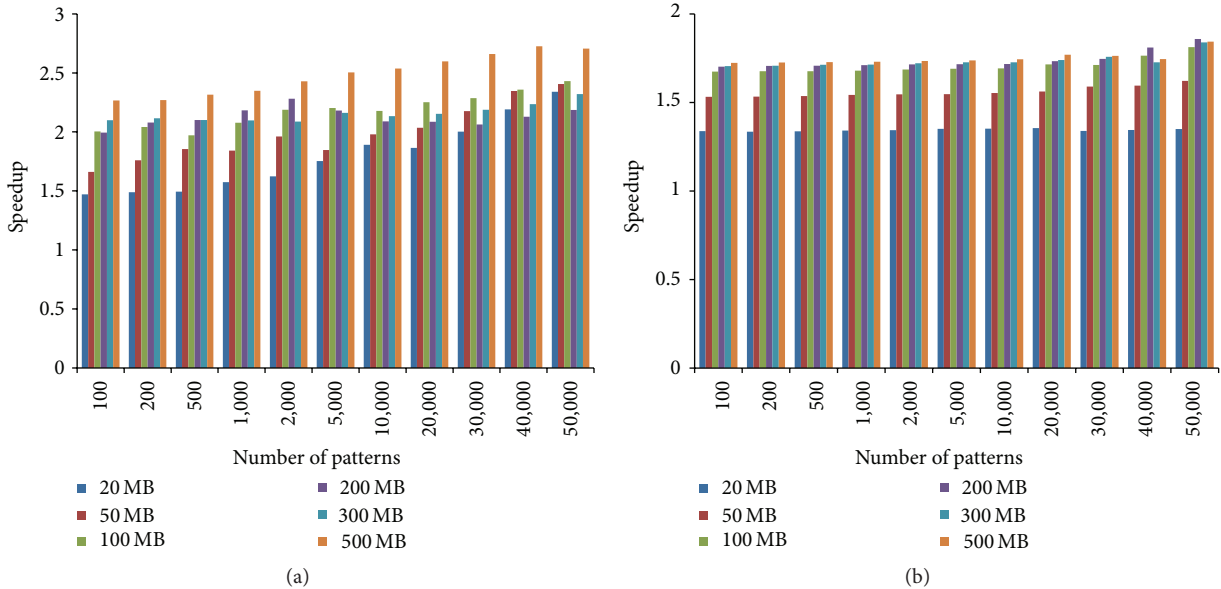 3
2.5
2
1.5
1
0.5
0
Speedup
100
200
500
1,000
2,000
5,000
10,000
20,000
30,000
40,000
50,000
Number of patterns
20 MB
50 MB
100 MB
200 MB
300 MB
500 MB
(a)
2
1.5
1
0.5
0
Speedup
100
200
500
1,000
2,000
5,000
10,000
20,000
30,000
40,000
50,000
Number of patterns
20 MB
50 MB
100 MB
200 MB
300 MB
500 MB
(b)